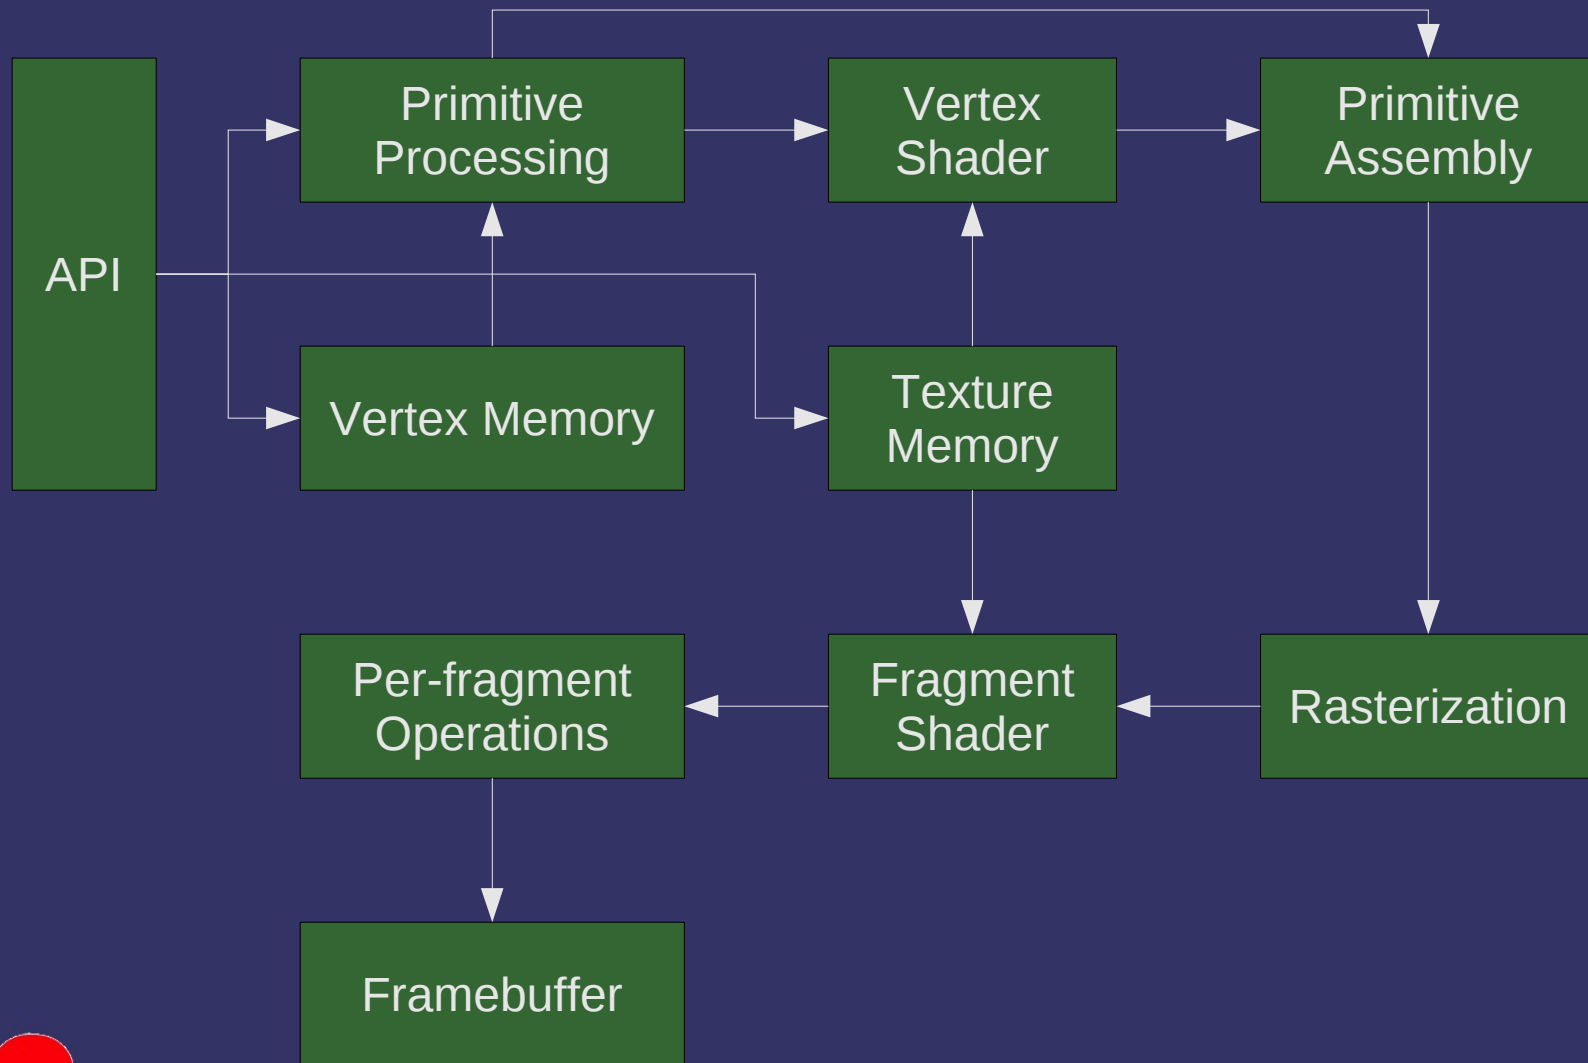 Primitive
Processing
Vertex
Shader
Primitive
Assembly
API
Vertex Memory
Texture
Memory
Per-fragment
Operations
Fragment
Shader
Rasterization
Framebuffer